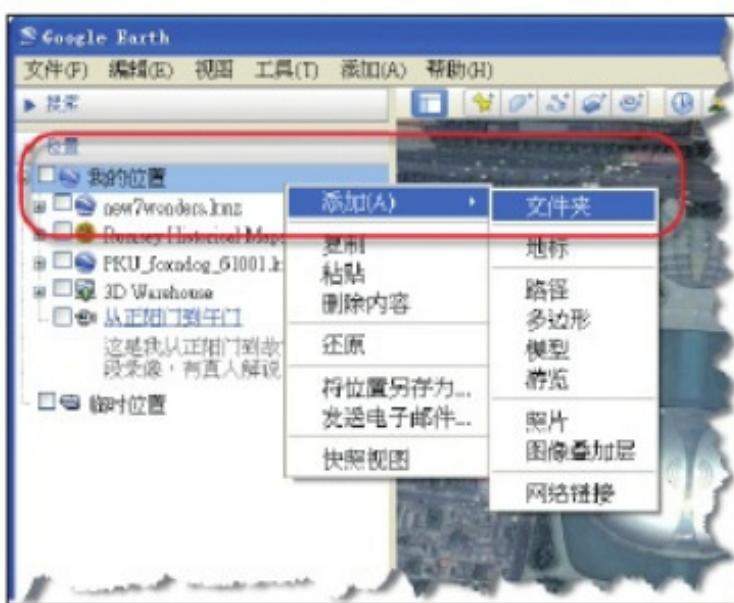 Google Earth
文件(F) 编辑(E) 视图 工具(T) 添加(A) 帮助(H)
搜索
位置
我的位置
new7wonders.kmz
Rumsey Historical Maps
PKU_foxndog_61001.k
3D Warehouse
从正阳门到午门
这是我从正阳门到故
段录像，有真人解说
临时位置
添加(A)
复制
粘贴
删除内容
还原
将位置另存为...
发送电子邮件...
快照视图
文件夹
地标
路径
多边形
模型
游览
照片
图像叠加层
网络链接